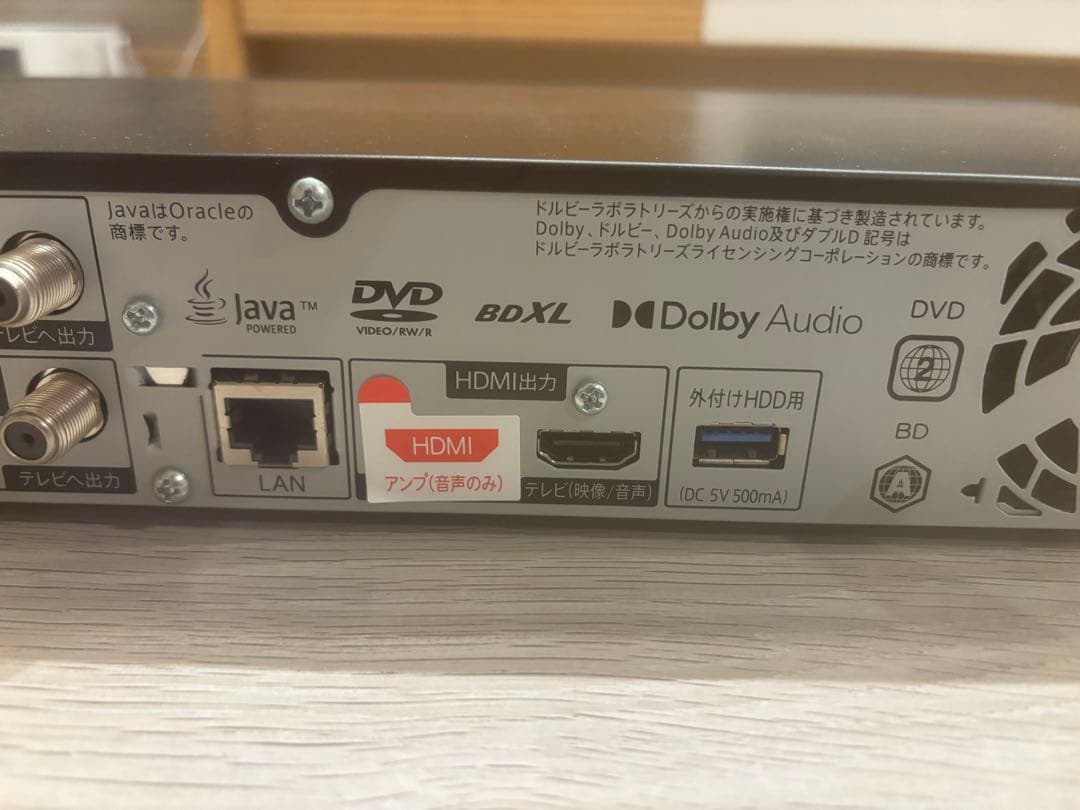 JavaはOracleの
商標です。
ドルビーラボラトリーズからの実施権に基づき製造されています。
Dolby、ドルビー、Dolby Audio及びダブルD 記号は
ドルビーラボラトリーズライセンシングコーポレーションの商標です。
Java™
POWERED
DVD
VIDEO/RW/R
BDXL
Dolby Audio
DVD
2
テレビへ出力
HDMI出力
外付けHDD用
BD
A
HDMI
アンプ(音声のみ)
テレビへ出力
LAN
テレビ(映像/音声)
(DC 5V 500mA)